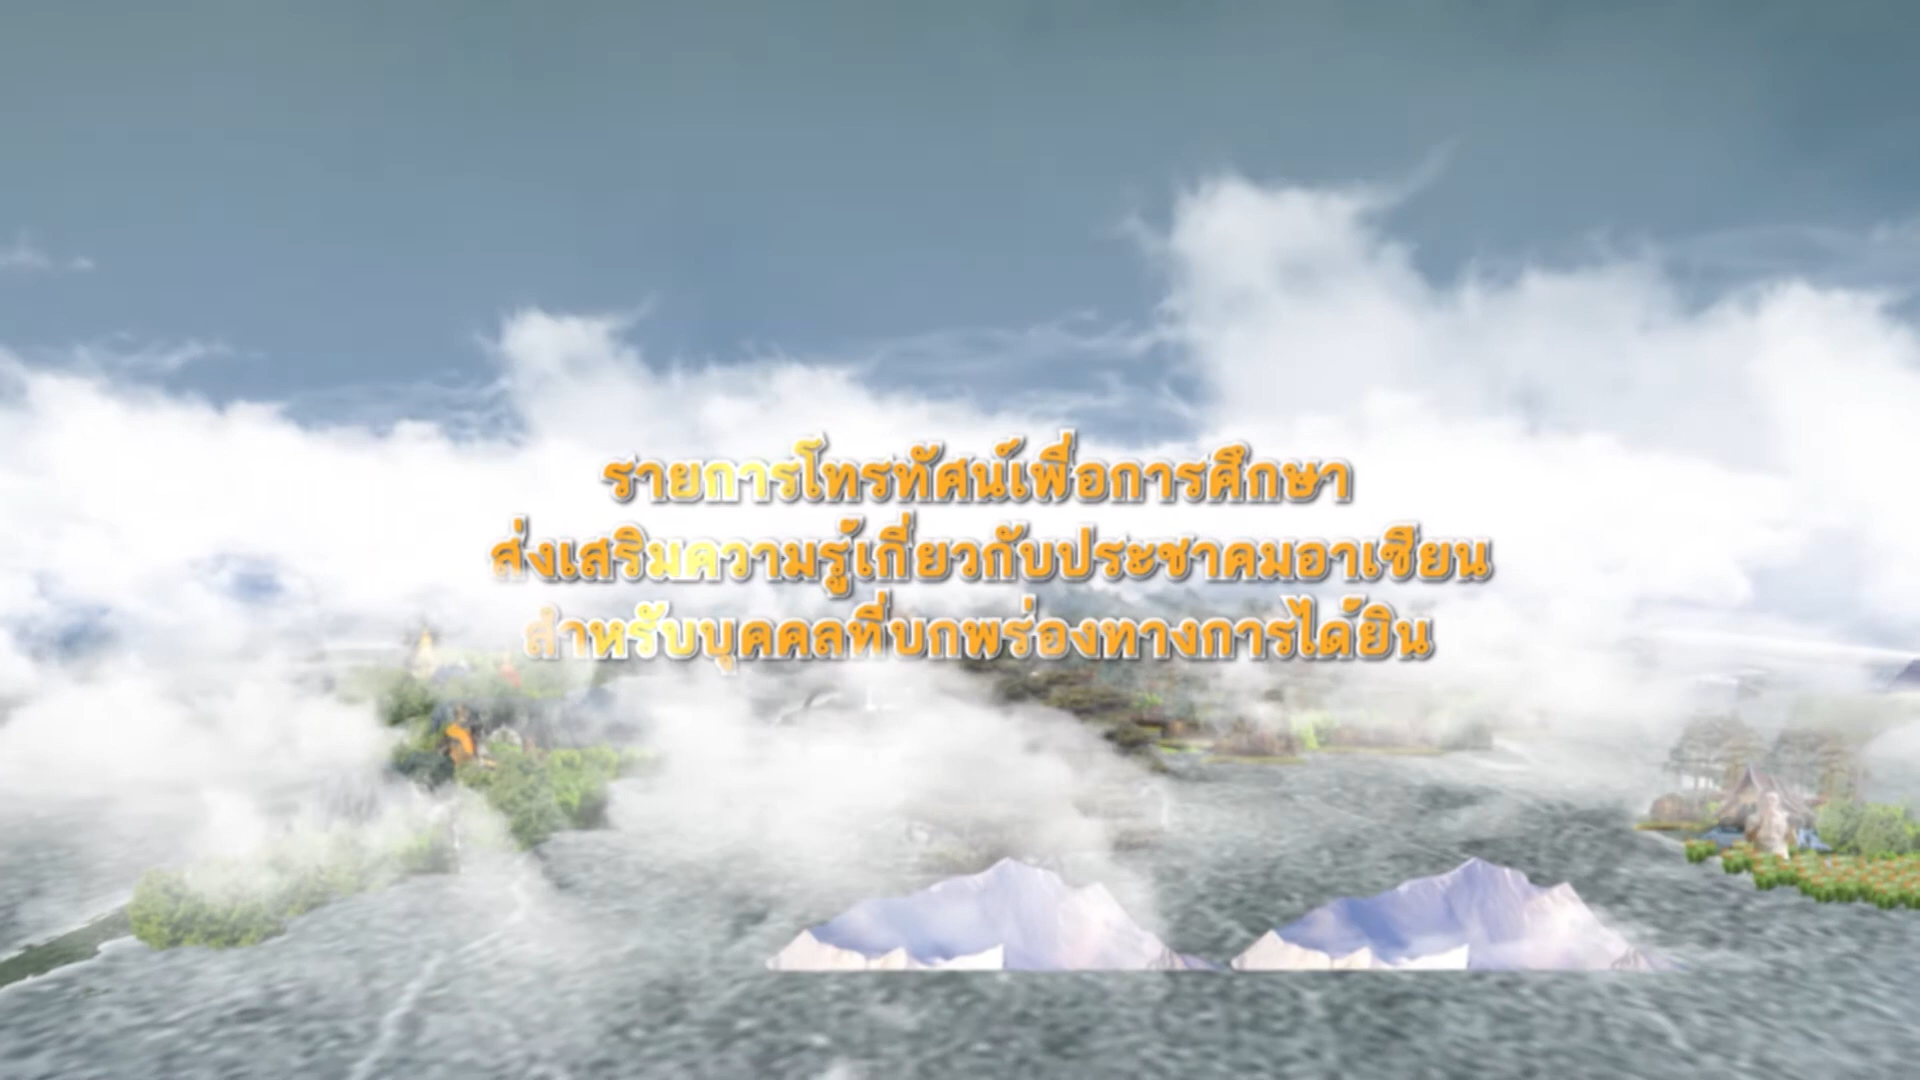 รายการโทรทัศน์เพื่อการศึกษา
ส่งเสริมความรู้เกี่ยวกับประชาคมอาเซียน
สำหรับบุคคลที่บกพร่องทางการได้ยิน